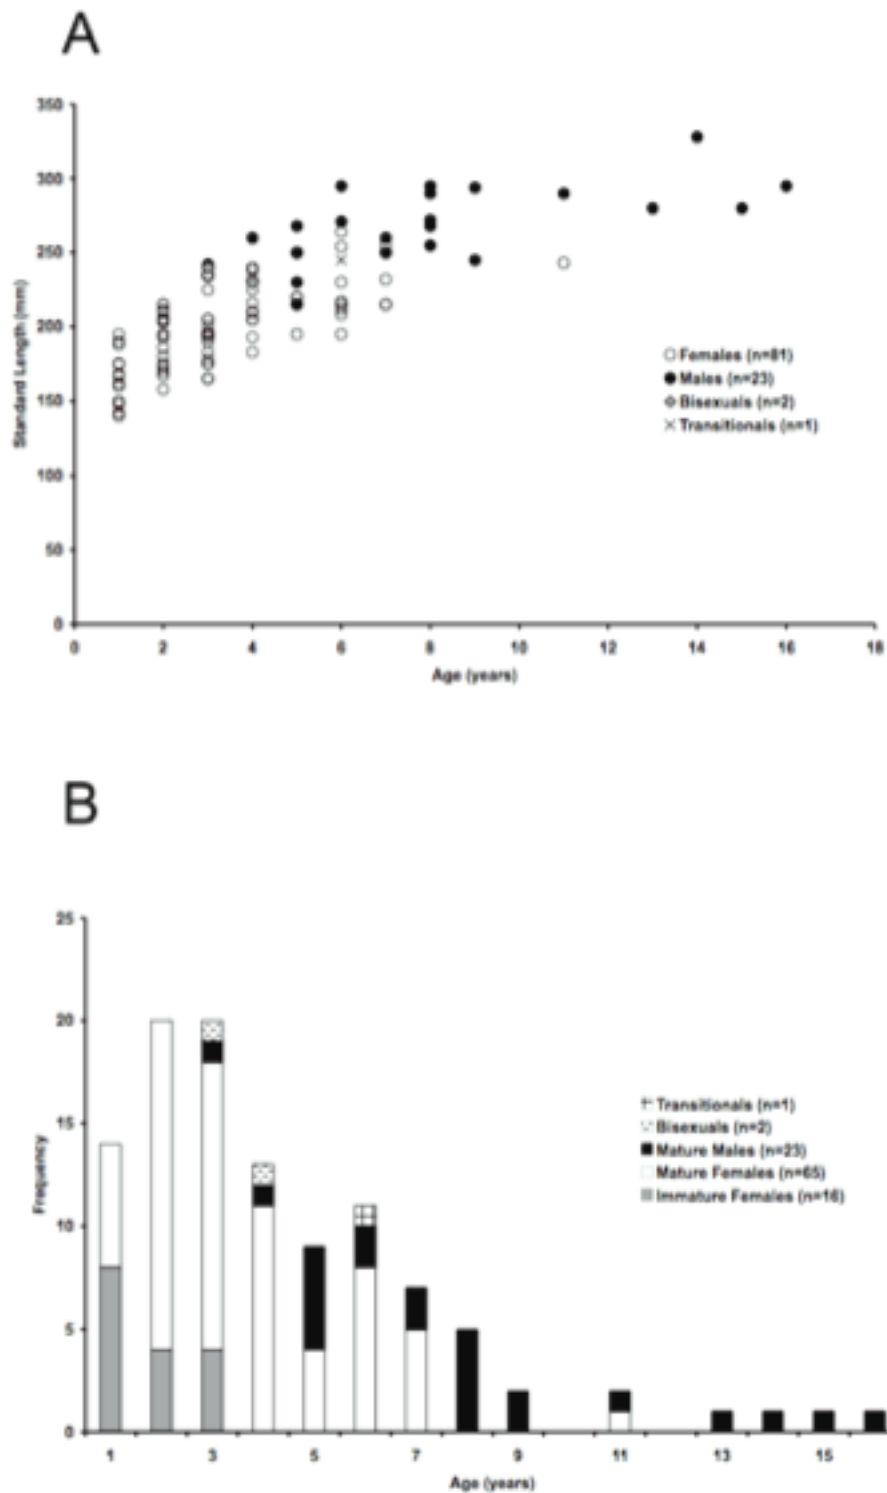 A
350
300
250
200
150
100
50
0
Standard Length (mm)
Females (n=81)
Males (n=23)
Bisexuals (n=2)
Transitionals (n=1)
0 2 4 6 8 10 12 14 16 18
Age (years)
B
25
20
15
10
5
0
Frequency
Transitionals (n=1)
Bisexuals (n=2)
Mature Males (n=23)
Mature Females (n=65)
Immature Females (n=16)
1 3 5 7 9 11 13 15
Age (years)